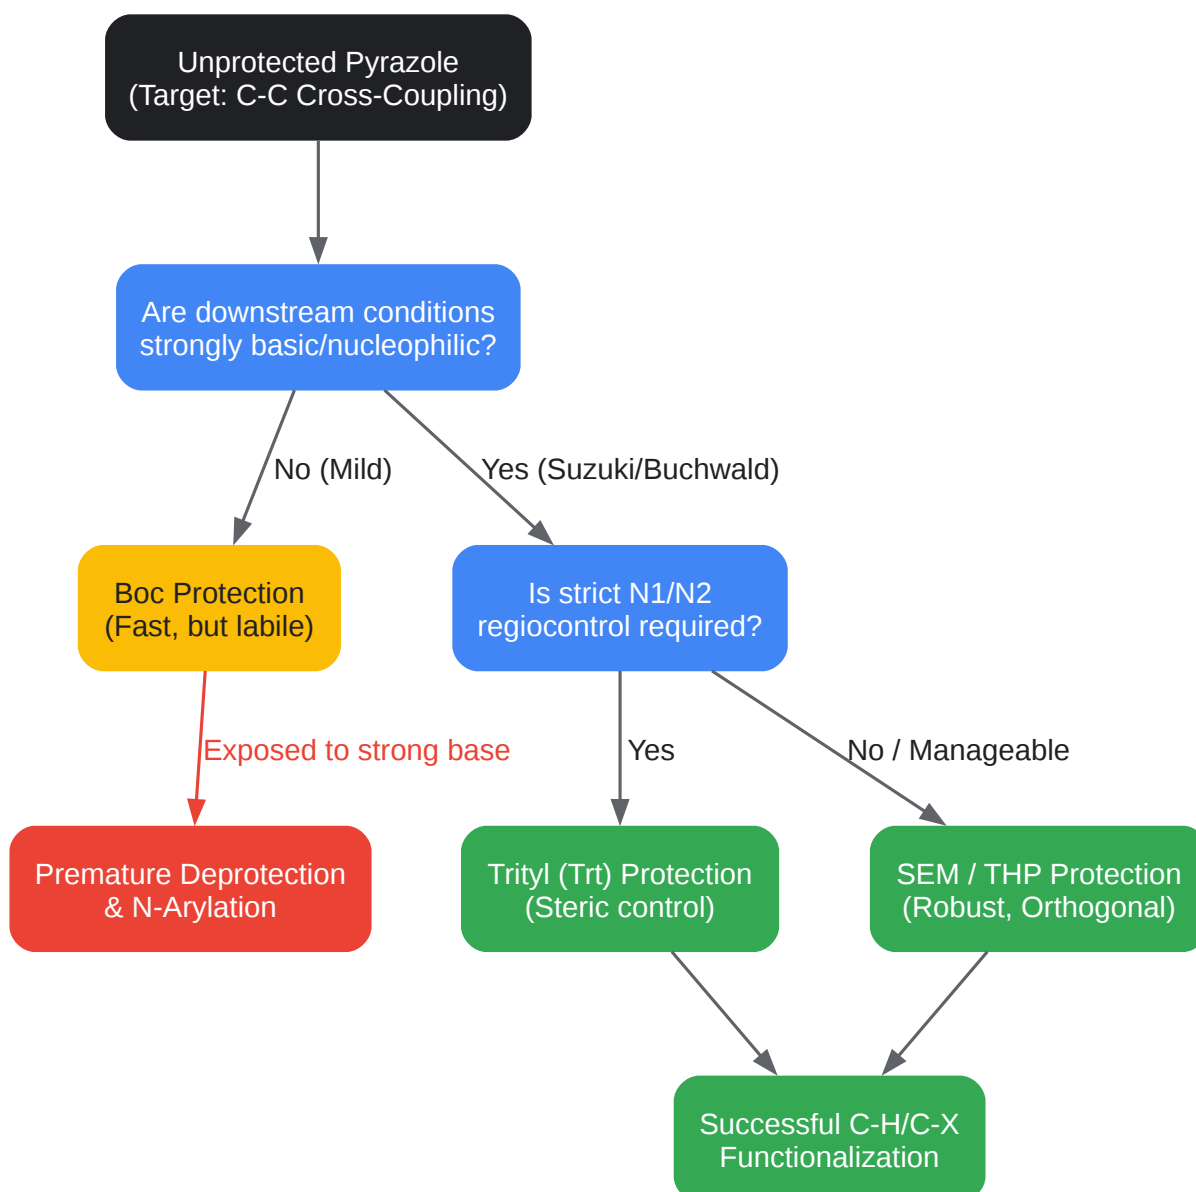 Unprotected Pyrazole
(Target: C-C Cross-Coupling)
Are downstream conditions
strongly basic/nucleophilic?
No (Mild)
Yes (Suzuki/Buchwald)
Boc Protection
(Fast, but labile)
Is strict N1/N2
regiocontrol required?
Exposed to strong base
Yes
No / Manageable
Premature Deprotection
& N-Arylation
Trityl (Trt) Protection
(Steric control)
SEM / THP Protection
(Robust, Orthogonal)
Successful C-H/C-X
Functionalization